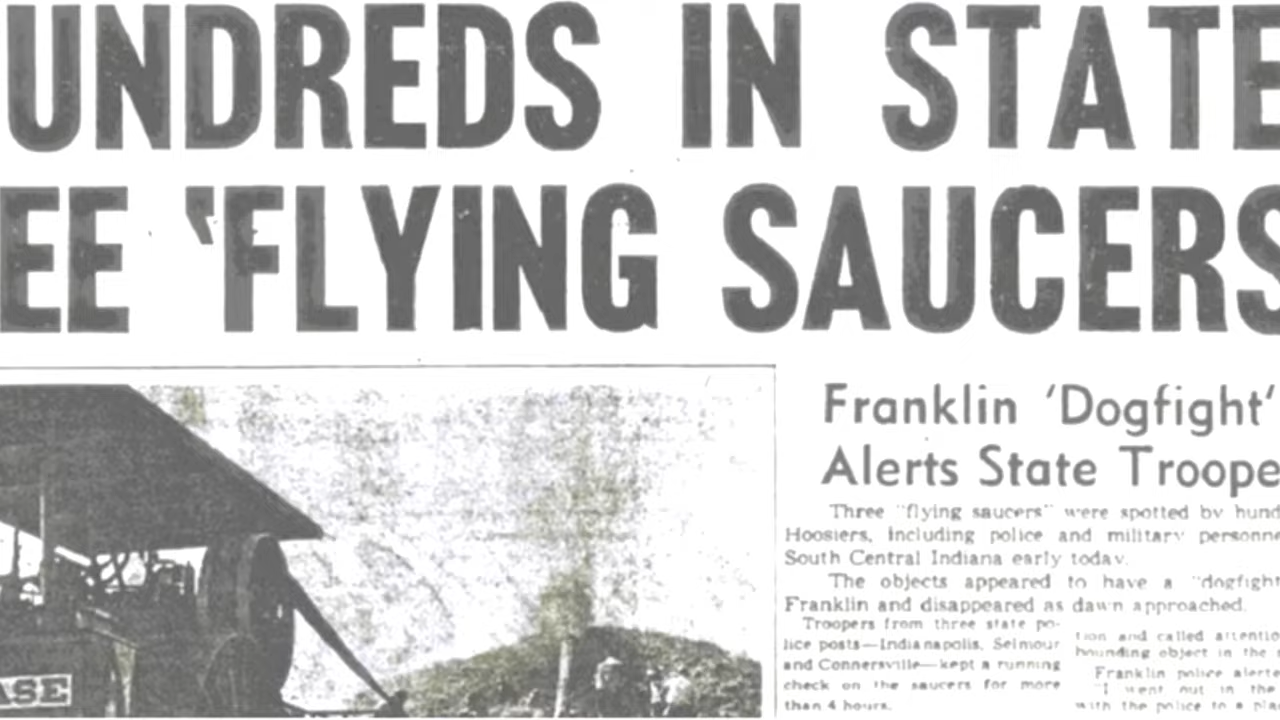 UNDREDS IN STATE
EE 'FLYING SAUCERS
Franklin 'Dogfight'
Alerts State Troope
Three "flying saucers" were spotted by hund
Hoosiers, including police and military personne
South Central Indiana early today.
The objects appeared to have a "dogfight
Franklin and disappeared as dawn approached.
Troopers from three state po-
lice posts—Indianapolis, Selmour
and Connersville—kept a running
check on the saucers for more
than 4 hours.
tion and called attentio
hounding object in the s
Franklin police alerte
"I went out in the
with the police to a pla
ASE